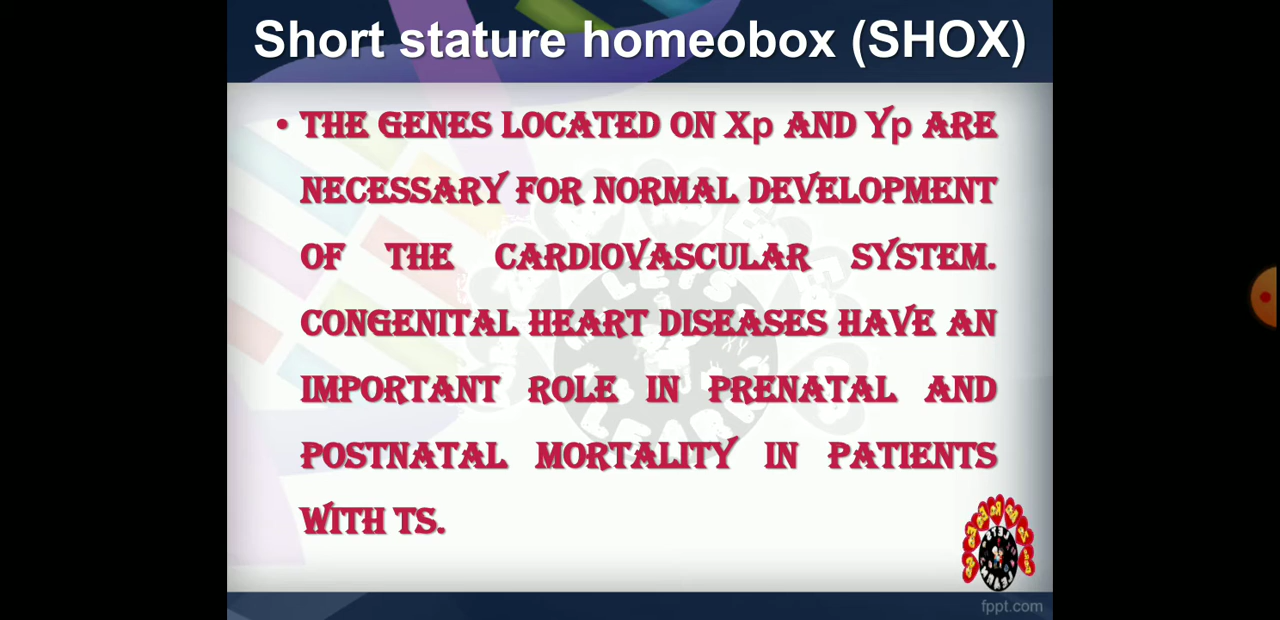 Short stature homeobox (SHOX)
• THE GENES LOCATED ON Xp AND Yp ARE
NECESSARY FOR NORMAL DEVELOPMENT
OF THE CARDIOVASCULAR SYSTEM.
CONGENITAL HEART DISEASES HAVE AN
IMPORTANT ROLE IN PRENATAL AND
POSTNATAL MORTALITY IN PATIENTS
WITH TS.
LETS
LEARN
fppt.com